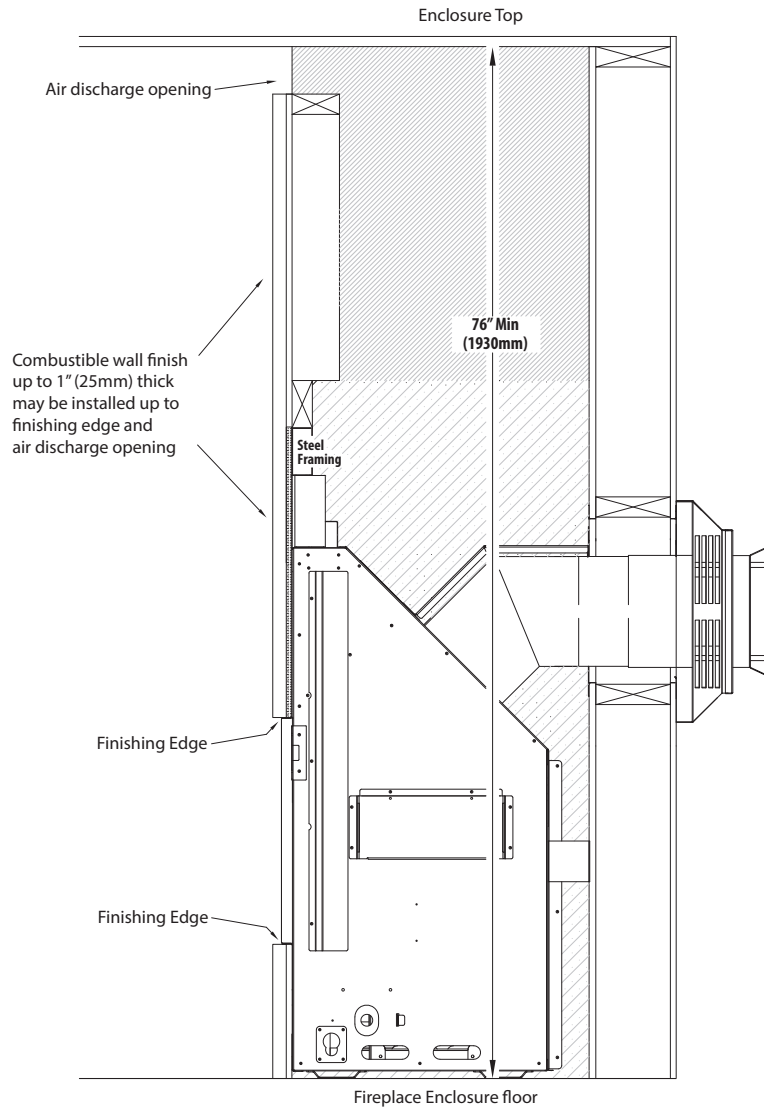 Enclosure Top
Air discharge opening
76” Min
(1930mm)
Combustible wall finish
up to 1” (25mm) thick
may be installed up to
finishing edge and
air discharge opening
Steel
Framing
Finishing Edge
Finishing Edge
Fireplace Enclosure floor